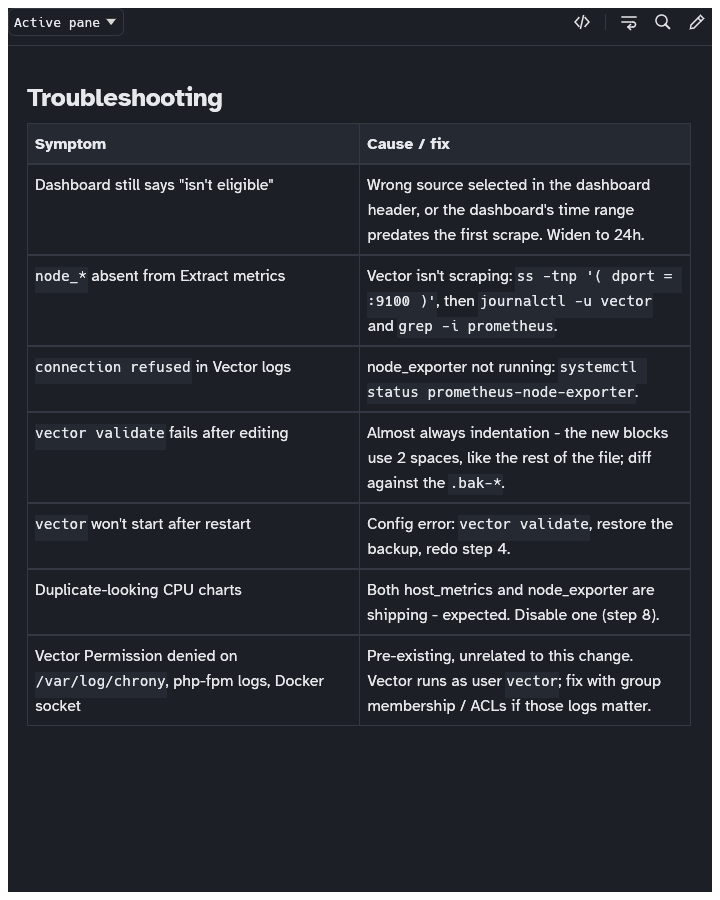 Active pane
Troubleshooting
Symptom
Cause / fix
Dashboard still says "isn't eligible"
Wrong source selected in the dashboard
header, or the dashboard's time range
predates the first scrape. Widen to 24h.
node_* absent from Extract metrics
Vector isn't scraping: ss -tnp '( dport =
:9100 )', then journalctl -u vector
and grep -i prometheus.
connection refused in Vector logs
node_exporter not running: systemctl
status prometheus-node-exporter.
vector validate fails after editing
Almost always indentation - the new blocks
use 2 spaces, like the rest of the file; diff
against the .bak-*.
vector won't start after restart
Config error: vector validate, restore the
backup, redo step 4.
Duplicate-looking CPU charts
Both host_metrics and node_exporter are
shipping - expected. Disable one (step 8).
Vector Permission denied on
/var/log/chrony, php-fpm logs, Docker
socket
Pre-existing, unrelated to this change.
Vector runs as user vector; fix with group
membership / ACLs if those logs matter.